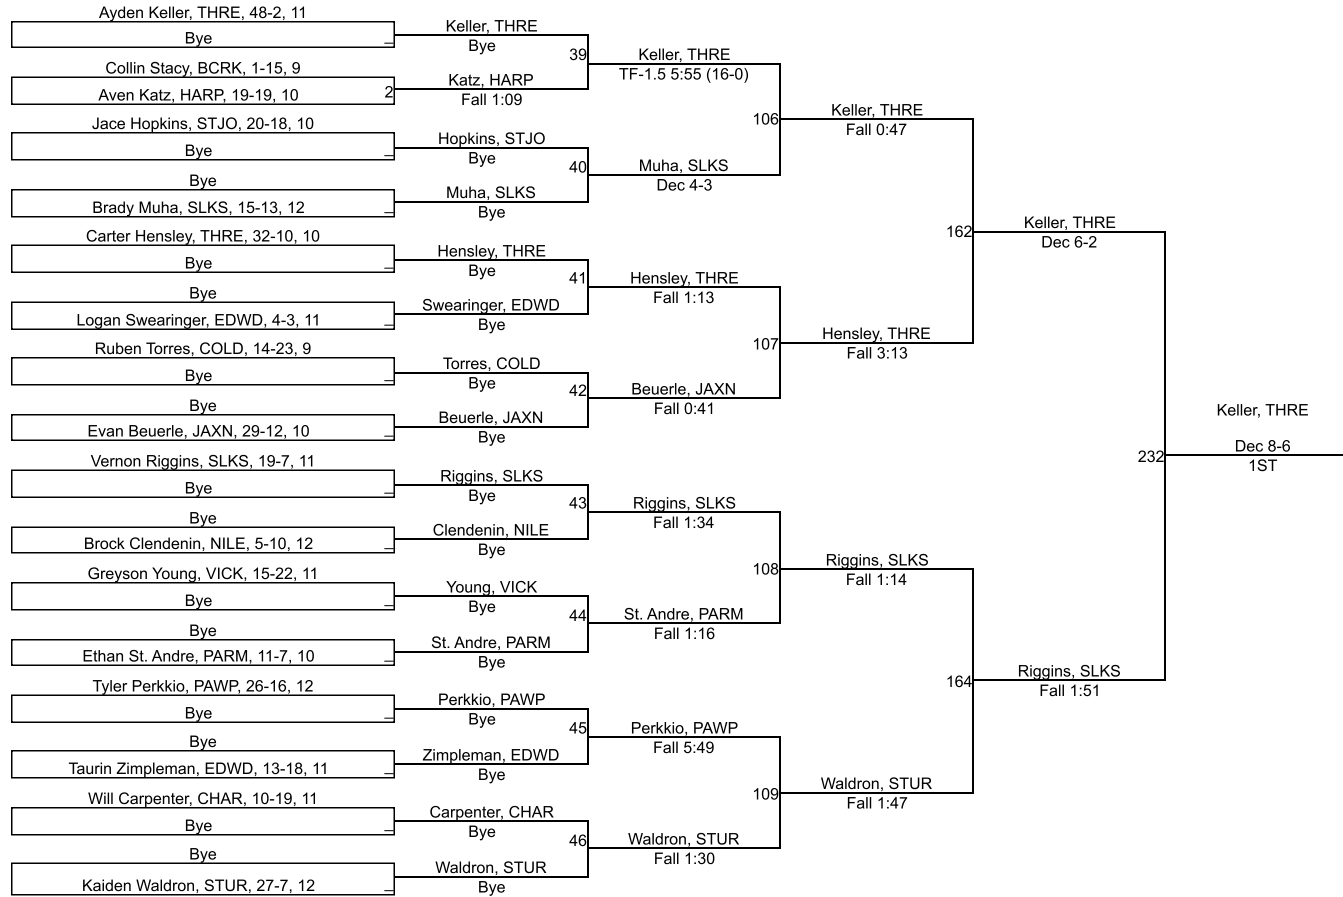 Ayden Keller, THRE, 48-2, 11
Bye
Collin Stacy, BCRK, 1-15, 9
Aven Katz, HARP, 19-19, 10
2
Jace Hopkins, STJO, 20-18, 10
Bye
Bye
Brady Muha, SLKS, 15-13, 12
Carter Hensley, THRE, 32-10, 10
Bye
Bye
Logan Swearinger, EDWD, 4-3, 11
Ruben Torres, COLD, 14-23, 9
Bye
Bye
Evan Beuerle, JAXN, 29-12, 10
Vernon Riggins, SLKS, 19-7, 11
Bye
Bye
Brock Clendenin, NILE, 5-10, 12
Greyson Young, VICK, 15-22, 11
Bye
Bye
Ethan St. Andre, PARM, 11-7, 10
Tyler Perkkio, PAWP, 26-16, 12
Bye
Bye
Taurin Zimpleman, EDWD, 13-18, 11
Will Carpenter, CHAR, 10-19, 11
Bye
Bye
Kaiden Waldron, STUR, 27-7, 12
Keller, THRE
Bye
39
Katz, HARP
Fall 1:09
Hopkins, STJO
Bye
40
Muha, SLKS
Bye
Hensley, THRE
Bye
41
Swearinger, EDWD
Bye
Torres, COLD
Bye
42
Beuerle, JAXN
Bye
Riggins, SLKS
Bye
43
Clendenin, NILE
Bye
Young, VICK
Bye
44
St. Andre, PARM
Bye
Perkkio, PAWP
Bye
45
Zimpleman, EDWD
Bye
Carpenter, CHAR
Bye
46
Waldron, STUR
Bye
Keller, THRE
TF-1.5 5:55 (16-0)
106
Muha, SLKS
Dec 4-3
Hensley, THRE
Fall 1:13
107
Beuerle, JAXN
Fall 0:41
Riggins, SLKS
Fall 1:34
108
St. Andre, PARM
Fall 1:16
Perkkio, PAWP
Fall 5:49
109
Waldron, STUR
Fall 1:30
Keller, THRE
Fall 0:47
162
Hensley, THRE
Fall 3:13
Riggins, SLKS
Fall 1:14
164
Waldron, STUR
Fall 1:47
Keller, THRE
Dec 6-2
232
Riggins, SLKS
Fall 1:51
Keller, THRE
Dec 8-6
1ST